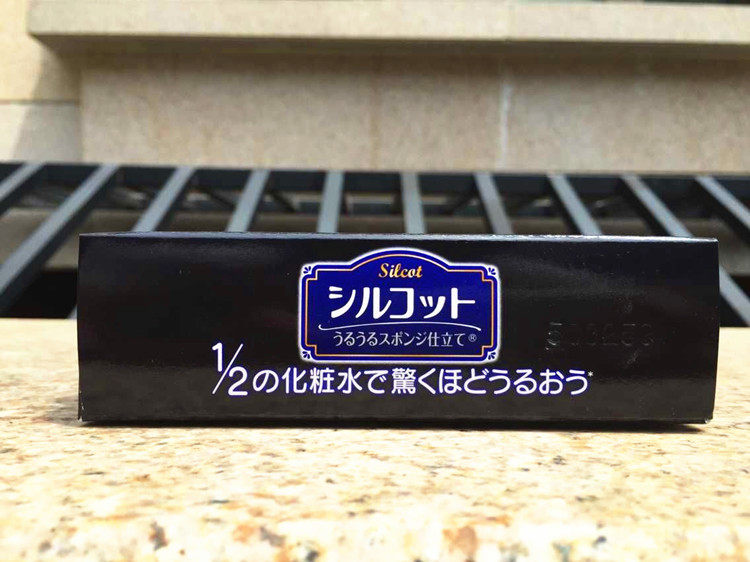 Silcot
シルコット
うるうるスポンジ仕立て®
1/2の化粧水で驚くほどうるおう*